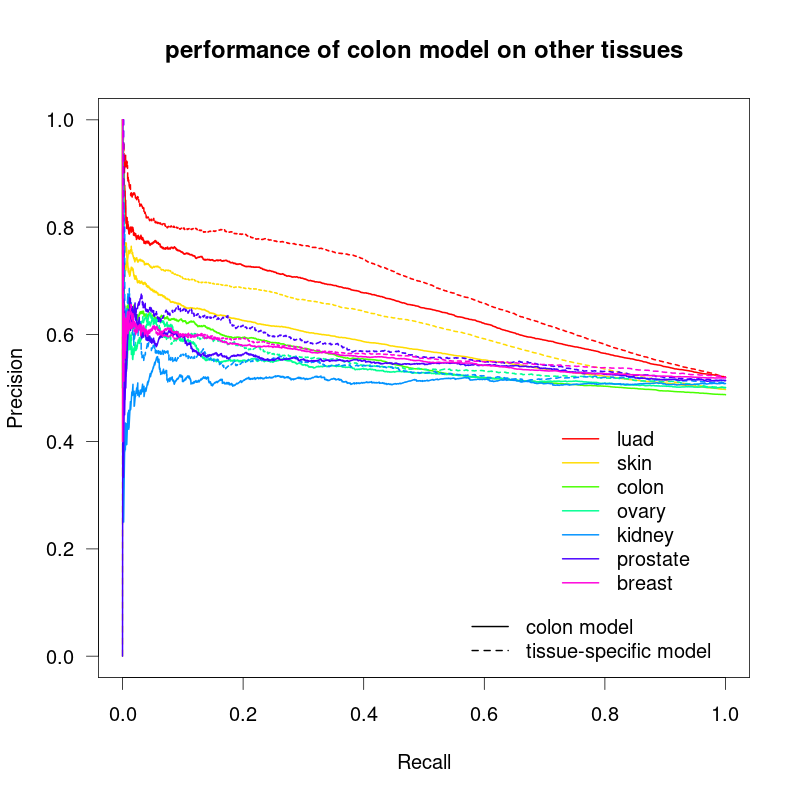 performance of colon model on other tissues
Precision
1.0
0.8
0.6
0.4
0.2
0.0
luad
skin
colon
ovary
kidney
prostate
breast
colon model
tissue-specific model
0.0 0.2 0.4 0.6 0.8 1.0
Recall